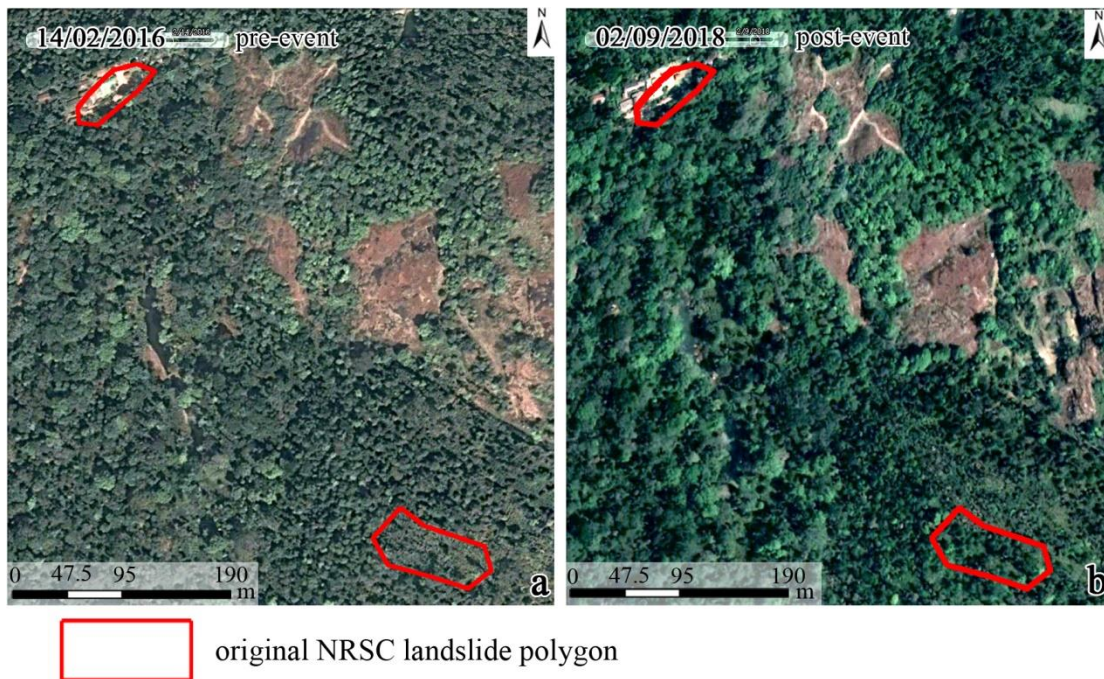 14/02/2016 pre-event
N
02/09/2018 post-event
N
0 47.5 95 190
m
a
0 47.5 95 190
m
b
original NRSC landslide polygon